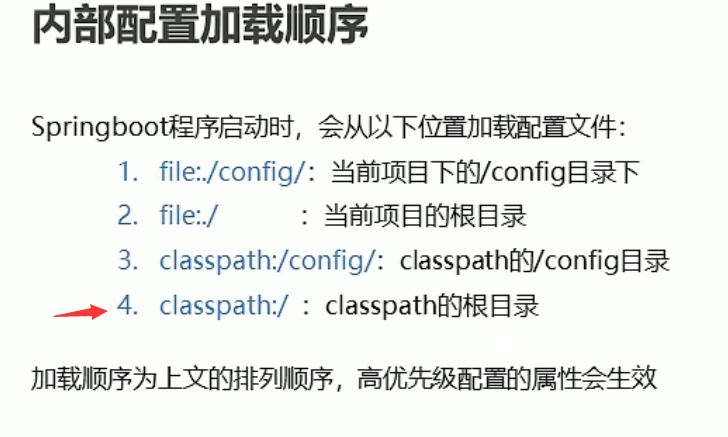 内部配置加载顺序
Springboot程序启动时，会从以下位置加载配置文件：
1. file:./config/：当前项目下的/config目录下
2. file:./ ：当前项目的根目录
3. classpath:/config/：classpath的/config目录
4. classpath:/ ：classpath的根目录
加载顺序为上文的排列顺序，高优先级配置的属性会生效